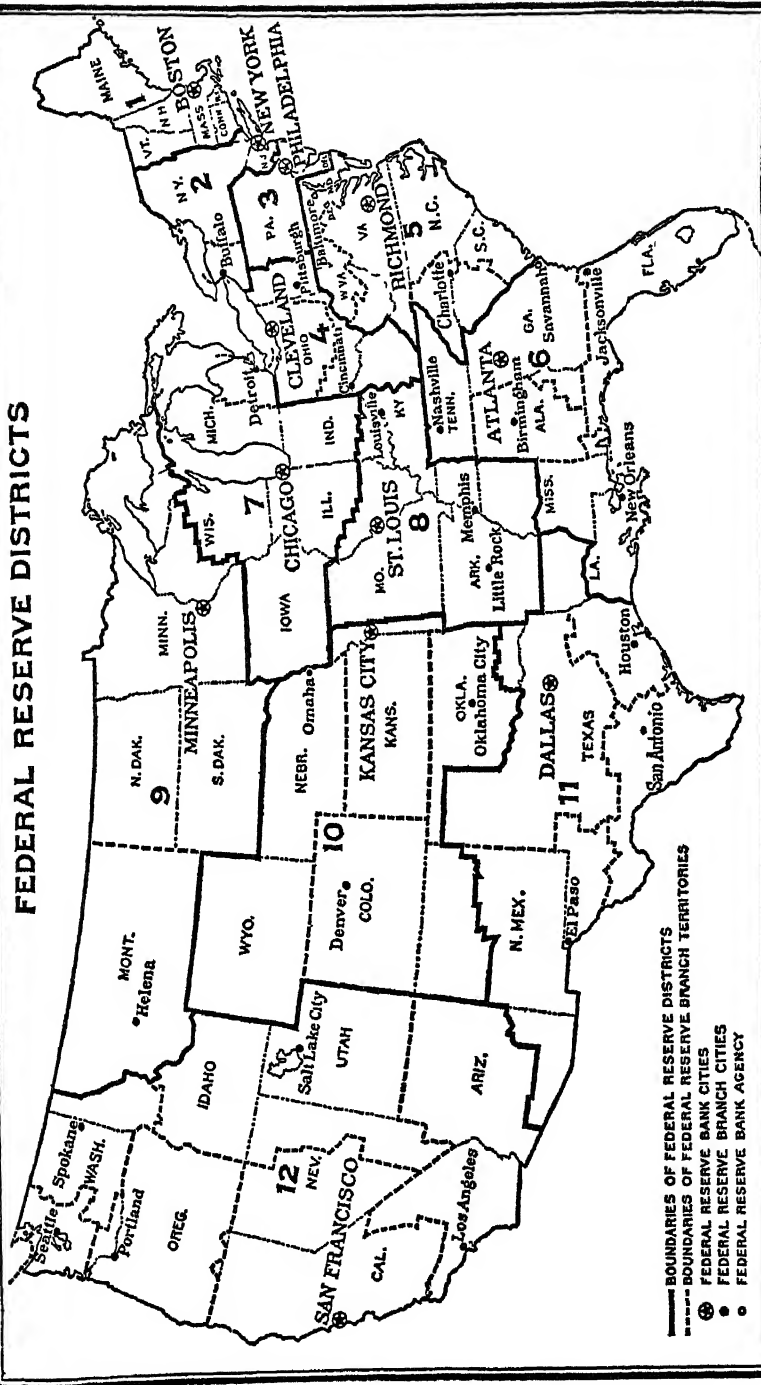 FEDERAL RESERVE DISTRICTS
Seattle
Spokane
WASH.
Portland
OREG.
IDAHO
MONT.
Helena
12
NEV.
SAN FRANCISCO
CAL.
Los Angeles
Salt Lake City
UTAH
ARIZ.
WYO.
10
Denver
COLO.
N. MEX.
El Paso
N. DAK.
9
S. DAK.
MINN.
MINNEAPOLIS
NEBR.
Omaha
KANSAS CITY
KANS.
OKLA.
Oklahoma City
DALLAS
TEXAS
11
Houston
San Antonio
IOWA
WIS.
7
CHICAGO
ILL.
IND.
MICH.
Detroit
MO.
ST. LOUIS
8
Louisville
KY
ARK.
Little Rock
Memphis
LA.
MISS.
New Orleans
CLEVELAND
OHIO
4
Cincinnati
Pittsburgh
Nashville
TENN.
ATLANTA
Birmingham
ALA.
6
GA.
Savannah
Jacksonville
FLA.
MAINE
1
VT.
N H
BOSTON
MASS
CONN
R I
N.Y.
2
Buffalo
NEW YORK
N J
PHILADELPHIA
PA.
3
Baltimore
DEL
MD
DC
W VA
VA
RICHMOND
5
N.C.
Charlotte
S.C.
BOUNDARIES OF FEDERAL RESERVE DISTRICTS
BOUNDARIES OF FEDERAL RESERVE BRANCH TERRITORIES
FEDERAL RESERVE BANK CITIES
FEDERAL RESERVE BRANCH CITIES
FEDERAL RESERVE BANK AGENCY